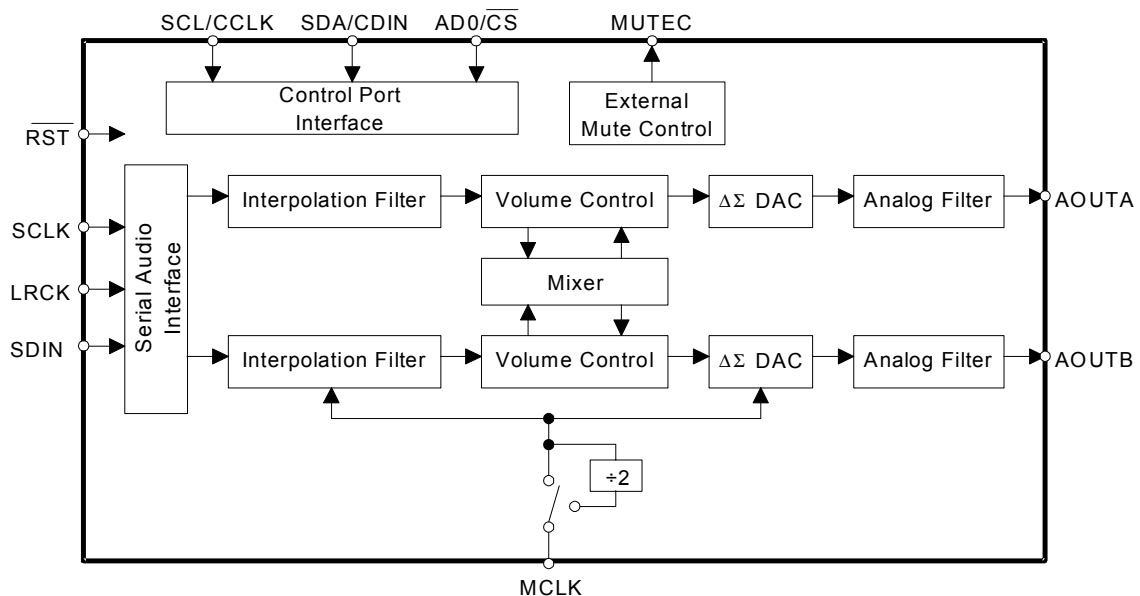 SCL/CCLK SDA/CDIN AD0/C̅S̅ MUTEC
Control Port
Interface
External
Mute Control
R̅S̅T̅
SCLK
LRCK
SDIN
Serial Audio
Interface
Interpolation Filter
Volume Control
ΔΣ DAC
Analog Filter
AOUTA
Mixer
Interpolation Filter
Volume Control
ΔΣ DAC
Analog Filter
AOUTB
÷2
MCLK